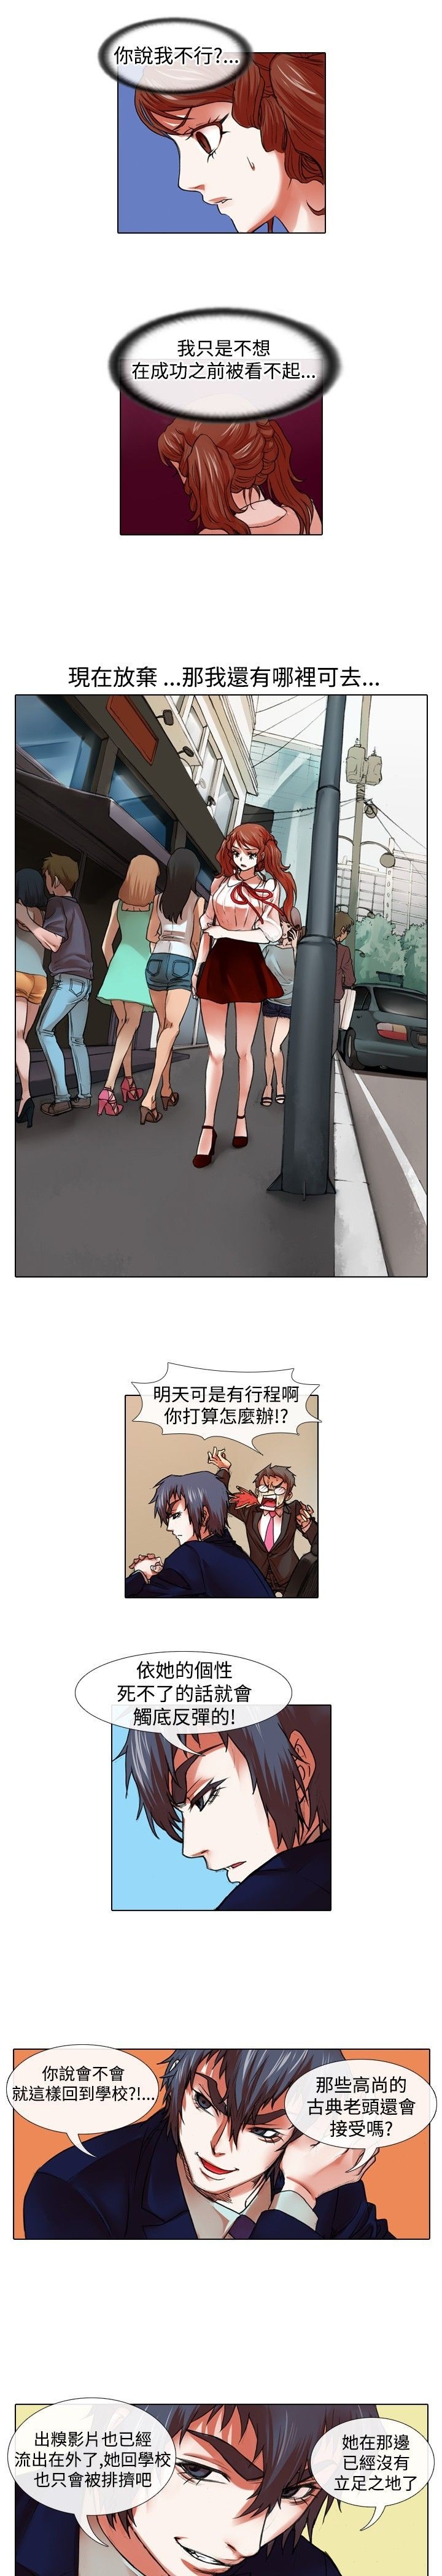 你說我不行?...
我只是不想
在成功之前被看不起...
現在放棄 ...那我還有哪裡可去...
明天可是有行程啊
你打算怎麼辦!?
依她的個性
死不了的話就會
觸底反彈的!
你說會不會
就這樣回到學校?!...
那些高尚的
古典老頭還會
接受嗎?
出糗影片也已經
流出在外了,她回學校
也只會被排擠吧
她在那邊
已經沒有
立足之地了